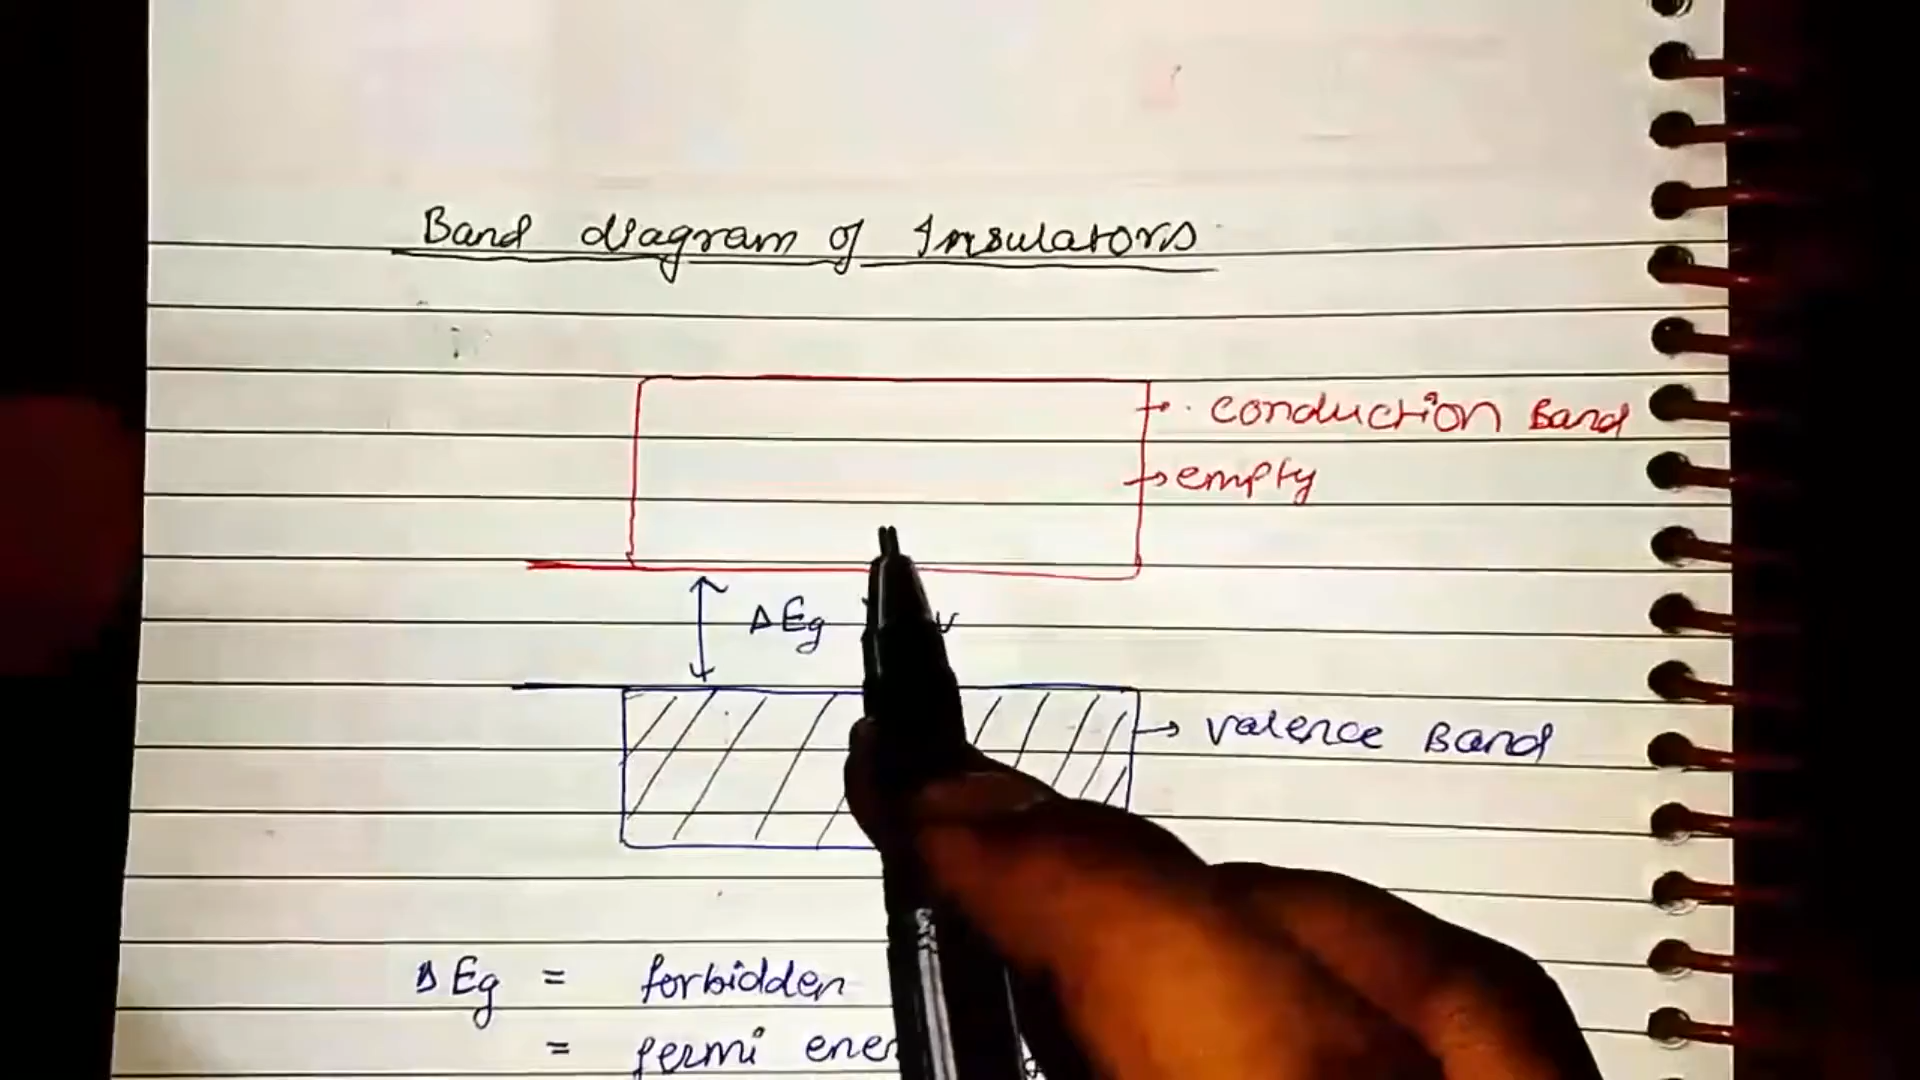 Band diagram of Insulators
→ conduction Band
→ empty
ΔEg
→ valence Band
ΔEg = forbidden
= fermi